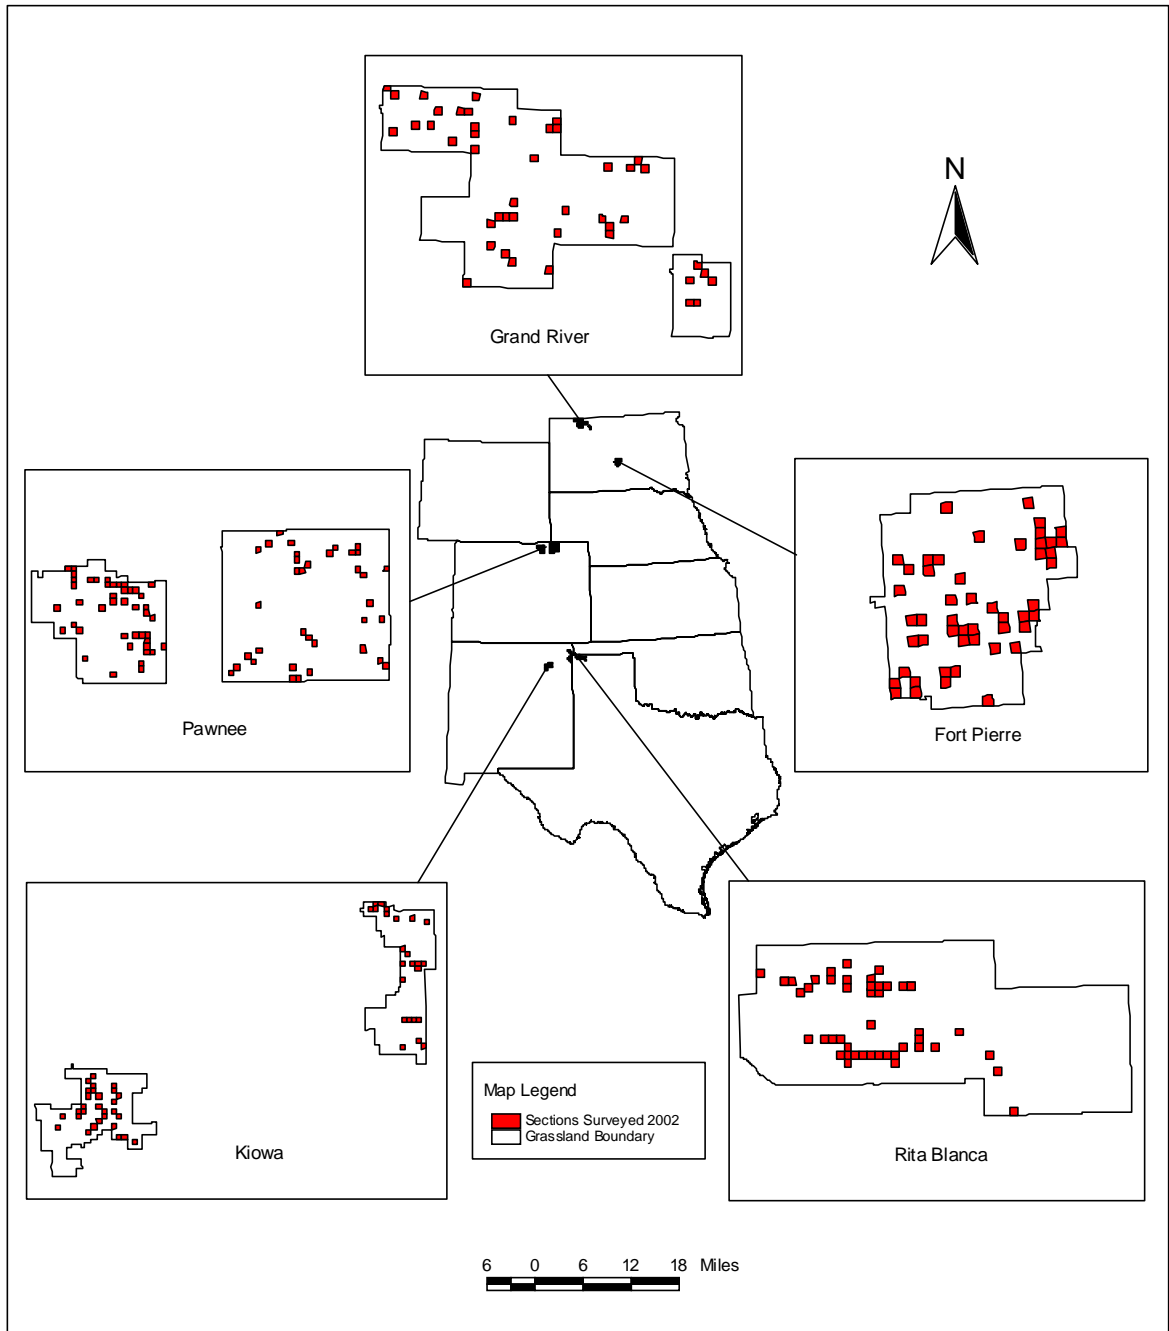 N
Grand River
Pawnee
Fort Pierre
Map Legend
Sections Surveyed 2002
Grassland Boundary
Kiowa
Rita Blanca
6 0 6 12 18 Miles